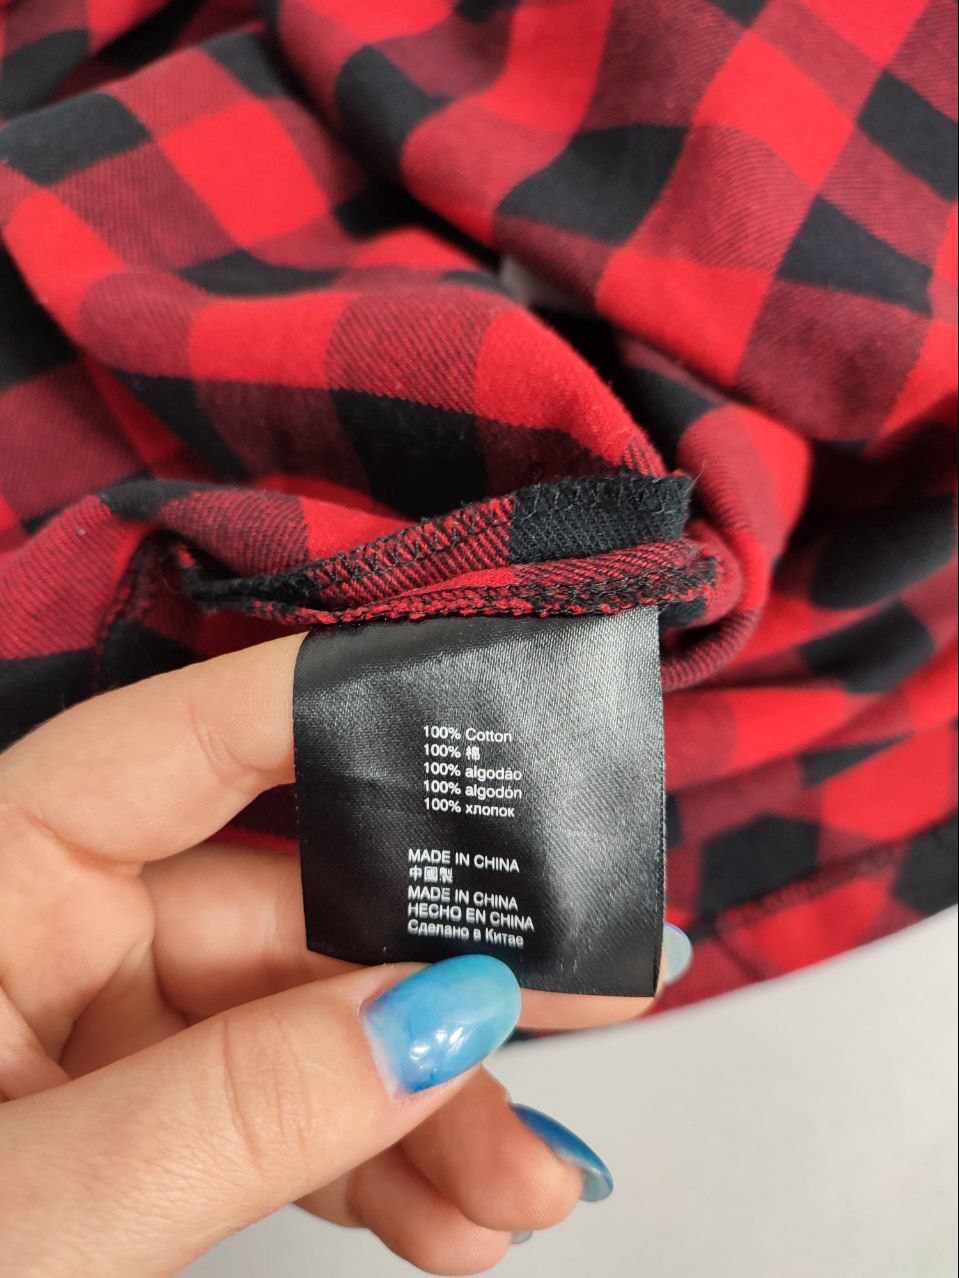 100% Cotton
100% 棉
100% algodão
100% algodón
100% хлопок
MADE IN CHINA
中國製
MADE IN CHINA
HECHO EN CHINA
Сделано в Китае